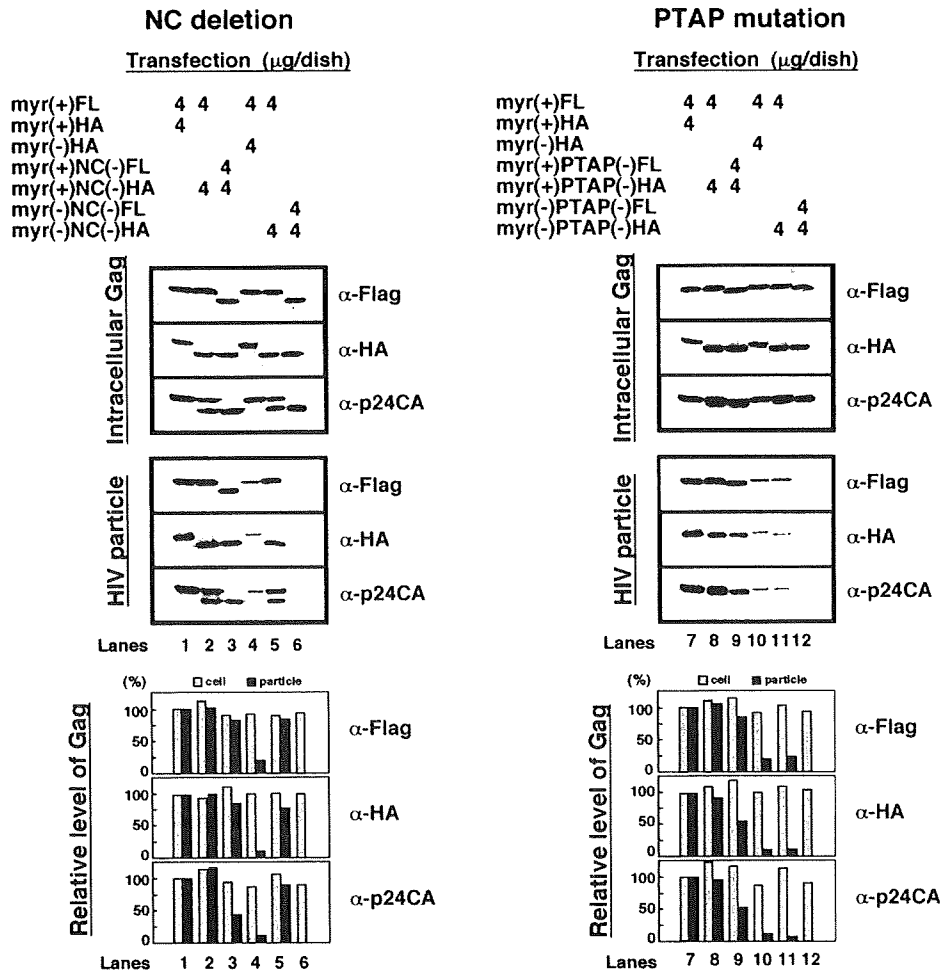 NC deletion
Transfection (μg/dish)
myr(+)FL 4 4 4 4
myr(+)HA 4
myr(-)HA 4
myr(+)NC(-)FL 4
myr(+)NC(-)HA 4 4
myr(-)NC(-)FL 4
myr(-)NC(-)HA 4 4
Intracellular Gag
α-Flag
α-HA
α-p24CA
HIV particle
α-Flag
α-HA
α-p24CA
Lanes 1 2 3 4 5 6
(%) cell particle
Relative level of Gag
100
50
0
α-Flag
100
50
0
α-HA
100
50
0
α-p24CA
Lanes 1 2 3 4 5 6
PTAP mutation
Transfection (μg/dish)
myr(+)FL 4 4 4 4
myr(+)HA 4
myr(-)HA 4
myr(+)PTAP(-)FL 4
myr(+)PTAP(-)HA 4 4
myr(-)PTAP(-)FL 4
myr(-)PTAP(-)HA 4 4
Intracellular Gag
α-Flag
α-HA
α-p24CA
HIV particle
α-Flag
α-HA
α-p24CA
Lanes 7 8 9 10 11 12
(%) cell particle
Relative level of Gag
100
50
0
α-Flag
100
50
0
α-HA
100
50
0
α-p24CA
Lanes 7 8 9 10 11 12